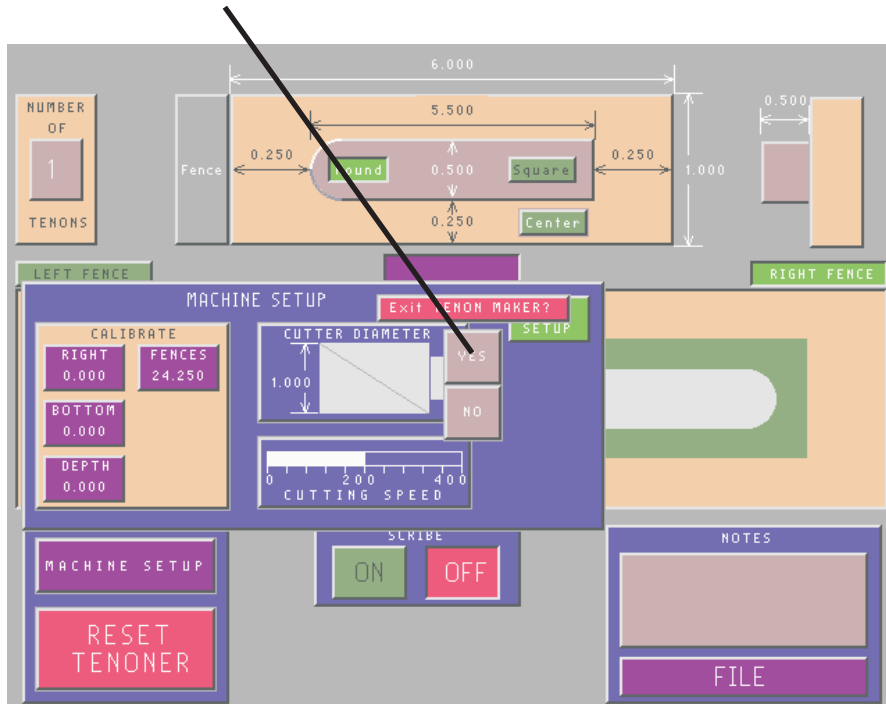 6.000
NUMBER
OF
1
TENONS
5.500
0.500
Fence
0.250
0.500
Square
0.250
1.000
0.250
Center
LEFT FENCE
RIGHT FENCE
MACHINE SETUP
Exit TENON MAKER?
SETUP
CALIBRATE
RIGHT
0.000
FENCES
24.250
BOTTOM
0.000
DEPTH
0.000
CUTTER DIAMETER
1.000
YES
NO
0 200 400
CUTTING SPEED
MACHINE SETUP
RESET
TENONER
SCRIBE
ON OFF
NOTES
FILE